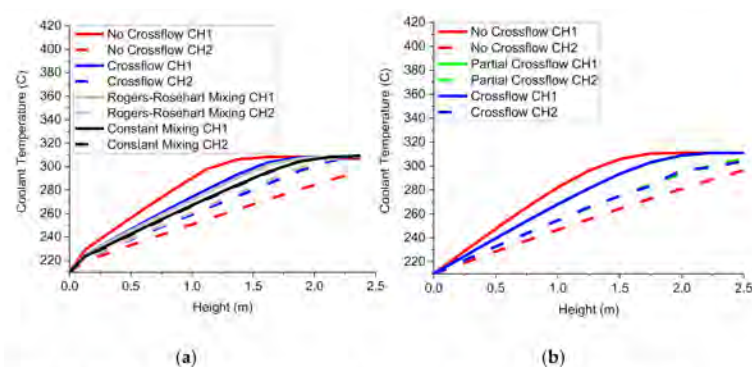 420
400
380
360
340
320
300
280
260
240
220
Coolant Temperature (C)
No Crossflow CH1
No Crossflow CH2
Crossflow CH1
Crossflow CH2
Rogers-Rosehart Mixing CH1
Rogers-Rosehart Mixing CH2
Constant Mixing CH1
Constant Mixing CH2
0.0 0.5 1.0 1.5 2.0 2.5
Height (m)
(a)
420
400
380
360
340
320
300
280
260
240
220
Coolant Temperature (C)
No Crossflow CH1
No Crossflow CH2
Partial Crossflow CH1
Partial Crossflow CH2
Crossflow CH1
Crossflow CH2
0.0 0.5 1.0 1.5 2.0 2.5
Height (m)
(b)